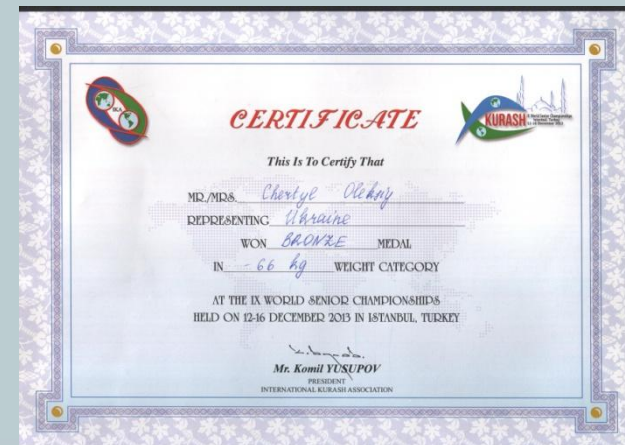 IKA
KURASH
CERTIFICATE
This Is To Certify That
MR./MRS. Chertyl Oleksiy
REPRESENTING Ukraine
WON BRONZE MEDAL
IN -66 kg WEIGHT CATEGORY
AT THE IX WORLD SENIOR CHAMPIONSHIPS
HELD ON 12-16 DECEMBER 2013 IN ISTANBUL, TURKEY
Mr. Komil YUSUPOV
PRESIDENT
INTERNATIONAL KURASH ASSOCIATION